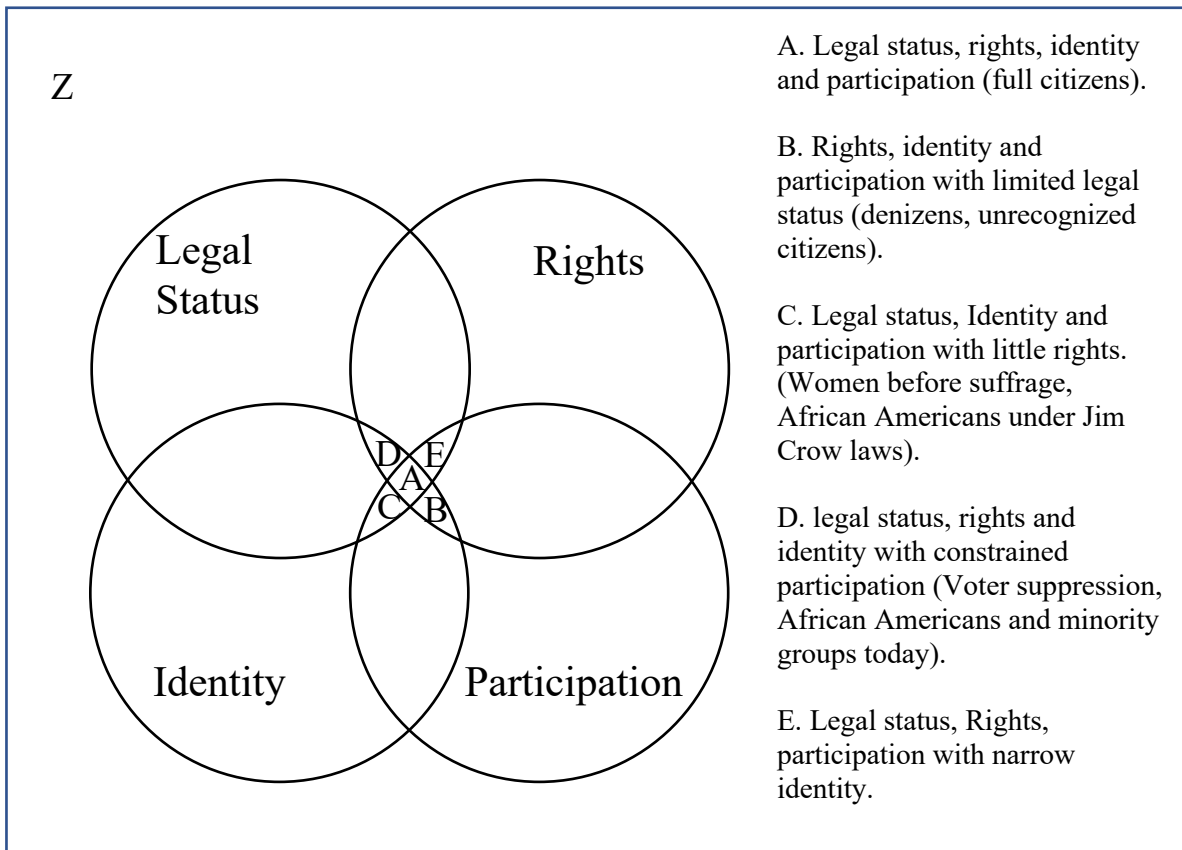 Z
Legal
Status
Rights
D
E
A
C
B
Identity
Participation
A. Legal status, rights, identity
and participation (full citizens).
B. Rights, identity and
participation with limited legal
status (denizens, unrecognized
citizens).
C. Legal status, Identity and
participation with little rights.
(Women before suffrage,
African Americans under Jim
Crow laws).
D. legal status, rights and
identity with constrained
participation (Voter suppression,
African Americans and minority
groups today).
E. Legal status, Rights,
participation with narrow
identity.